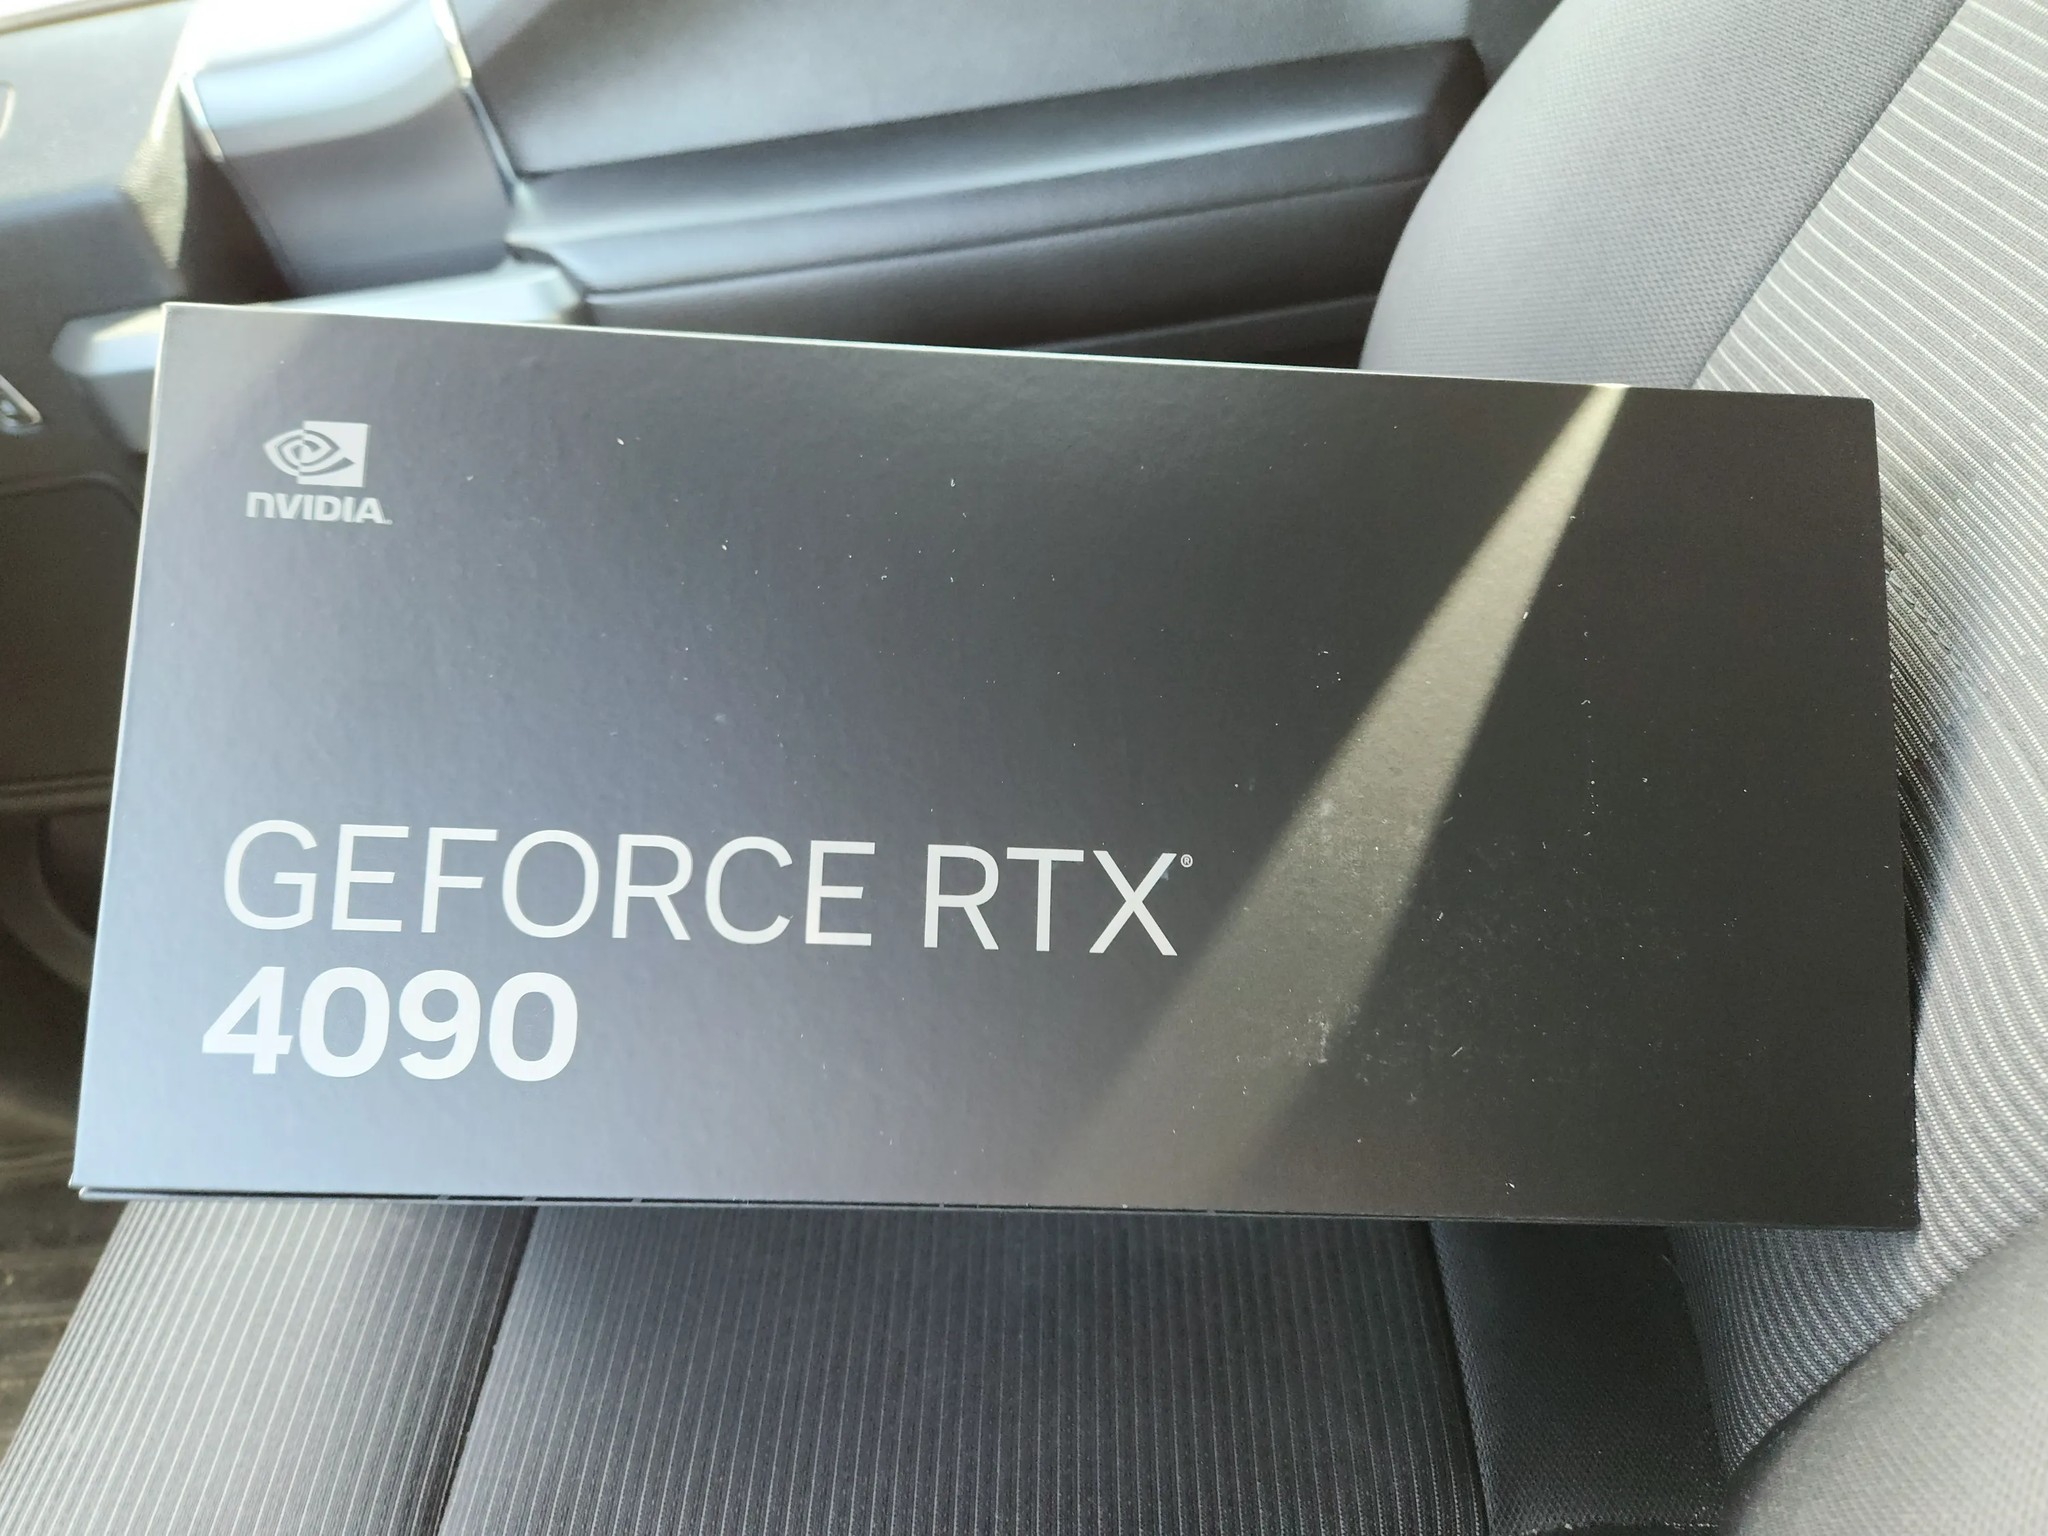 NVIDIA.
GEFORCE RTX®
4090